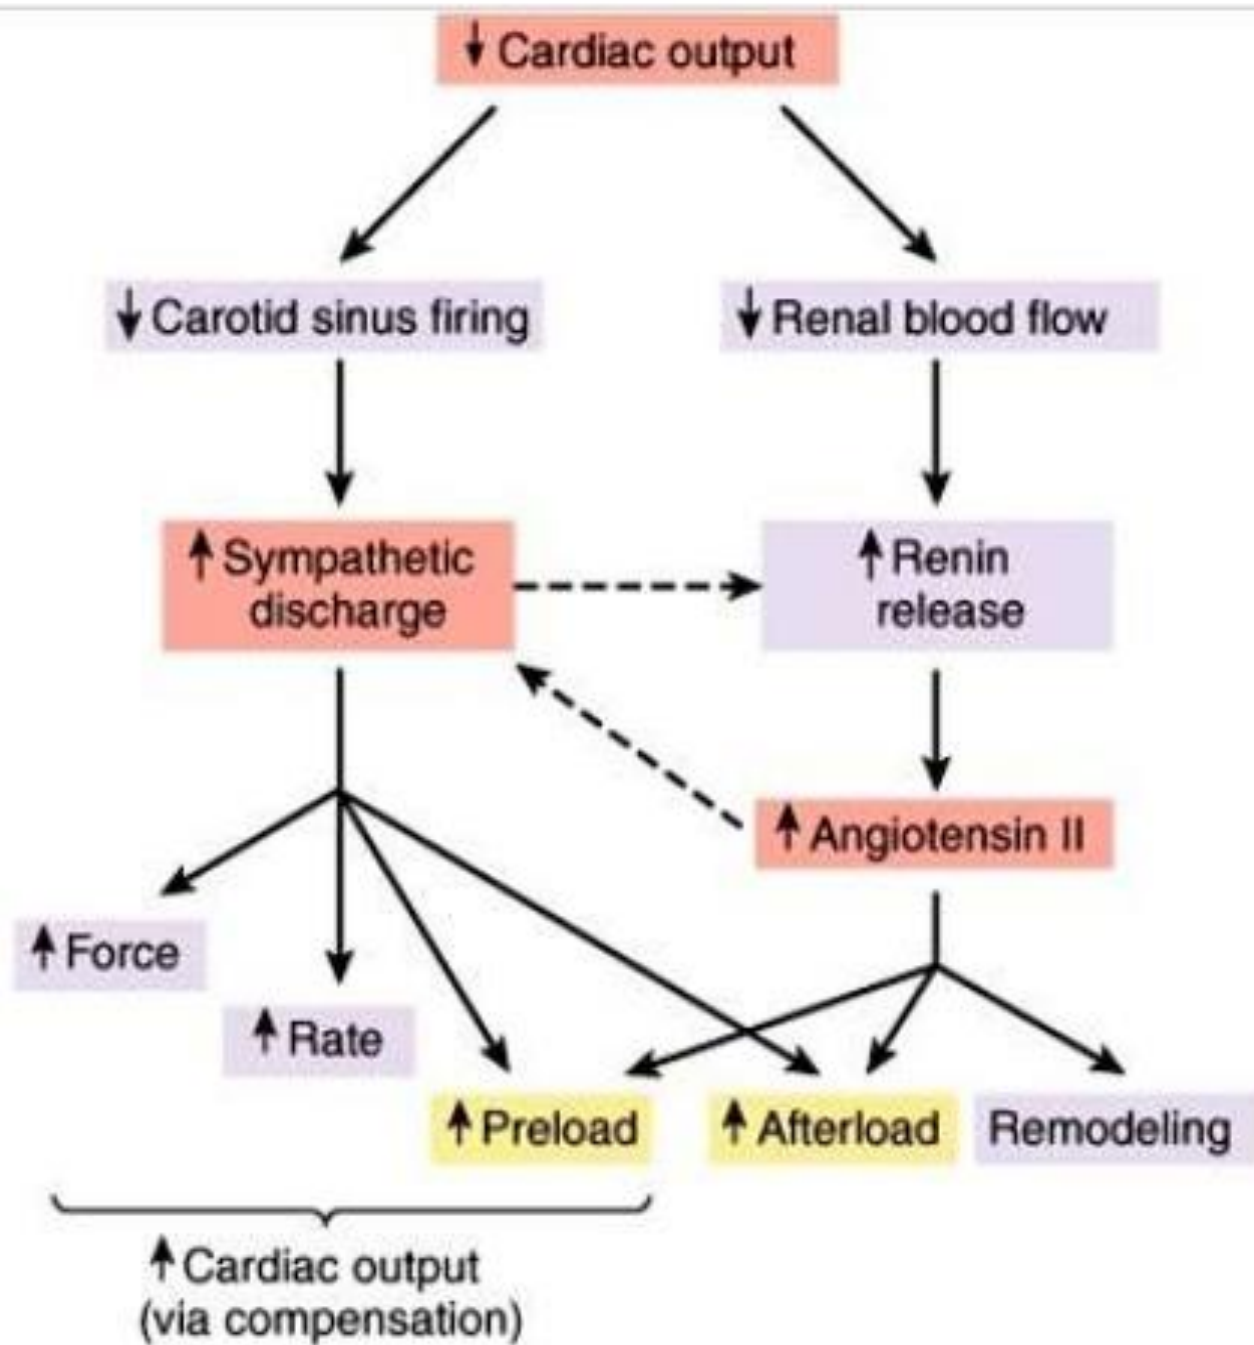 ↓ Cardiac output
↓ Carotid sinus firing
↓ Renal blood flow
↑ Sympathetic
discharge
↑ Renin
release
↑ Angiotensin II
↑ Force
↑ Rate
↑ Preload
↑ Afterload
Remodeling
↑ Cardiac output
(via compensation)